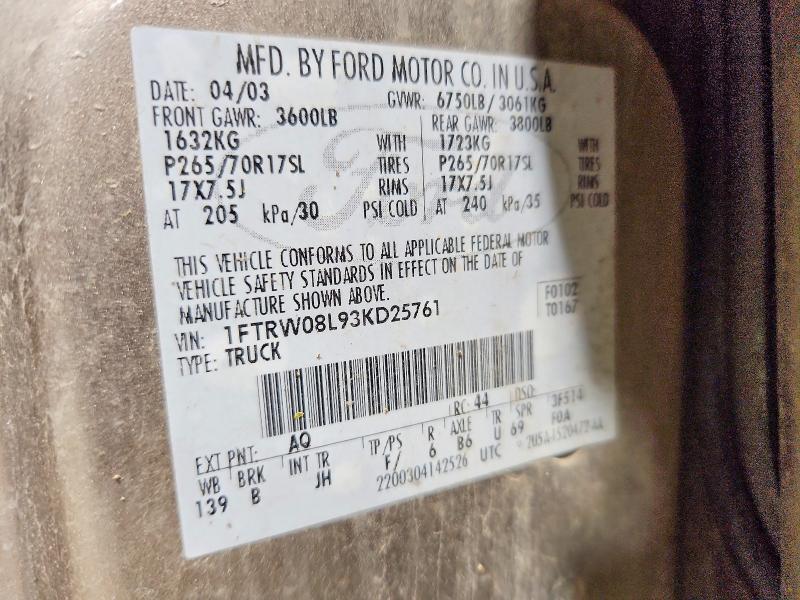 MFD. BY FORD MOTOR CO. IN U.S.A.
DATE: 04/03 GVWR: 6750LB/3061KG
FRONT GAWR: 3600LB REAR GAWR: 3800LB
1632KG WITH 1723KG WITH
P265/70R17SL TIRES P265/70R17SL TIRES
17X7.5J RIMS 17X7.5J RIMS
AT 205 kPa/30 PSI COLD AT 240 kPa/35 PSI COLD
Ford
THIS VEHICLE CONFORMS TO ALL APPLICABLE FEDERAL MOTOR
VEHICLE SAFETY STANDARDS IN EFFECT ON THE DATE OF
MANUFACTURE SHOWN ABOVE.
F0102
T0167
VIN: 1FTRW08L93KD25761
TYPE: TRUCK
RC: 44 DSO:
EXT PNT: AQ 3F514
WB BRK INT TR TP/PS R AXLE TR SPR F0A
139 B JH F/ 6 B6 U 69
2200304142526 UTC